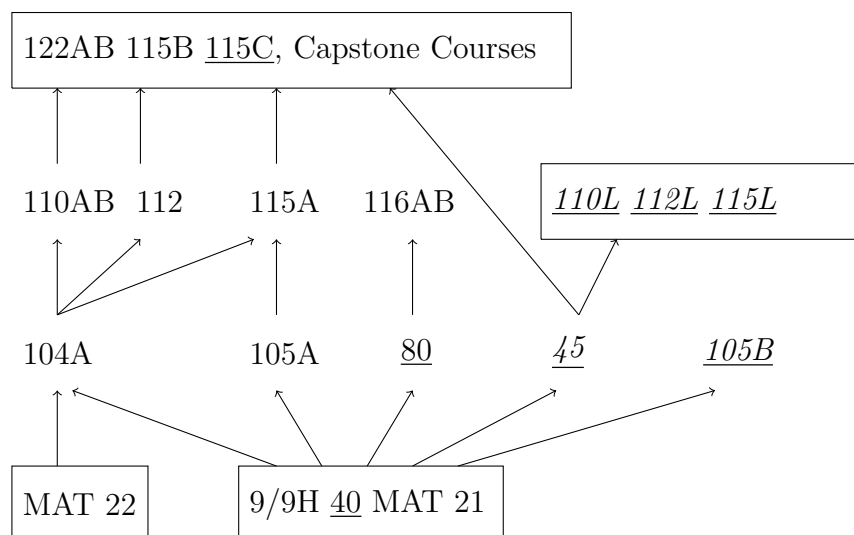 122AB 115B 115C, Capstone Courses
110AB 112 115A 116AB 110L 112L 115L
104A 105A 80 45 105B
MAT 22 9/9H 40 MAT 21